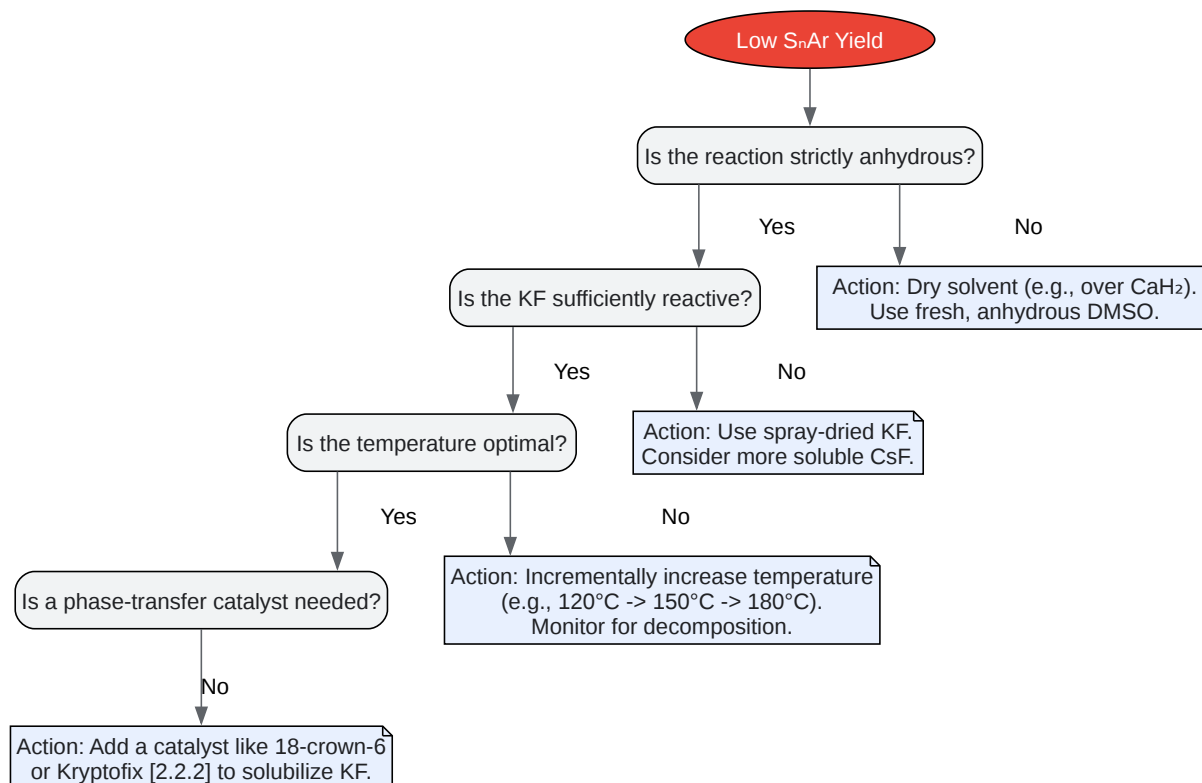 Low SₙAr Yield
Is the reaction strictly anhydrous?
Yes
No
Is the KF sufficiently reactive?
Action: Dry solvent (e.g., over CaH₂).
Use fresh, anhydrous DMSO.
Yes
No
Is the temperature optimal?
Action: Use spray-dried KF.
Consider more soluble CsF.
Yes
No
Is a phase-transfer catalyst needed?
Action: Incrementally increase temperature
(e.g., 120°C -> 150°C -> 180°C).
Monitor for decomposition.
No
Action: Add a catalyst like 18-crown-6
or Kryptofix [2.2.2] to solubilize KF.